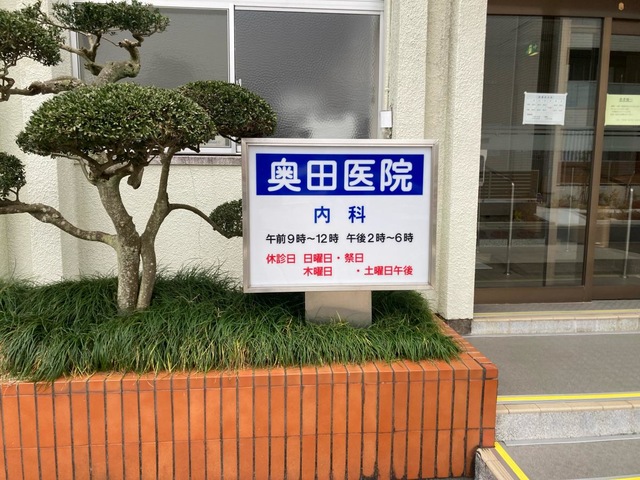 奥田医院
内科
午前9時〜12時 午後2時〜6時
休診日 日曜日・祭日
木曜日 ・土曜日午後